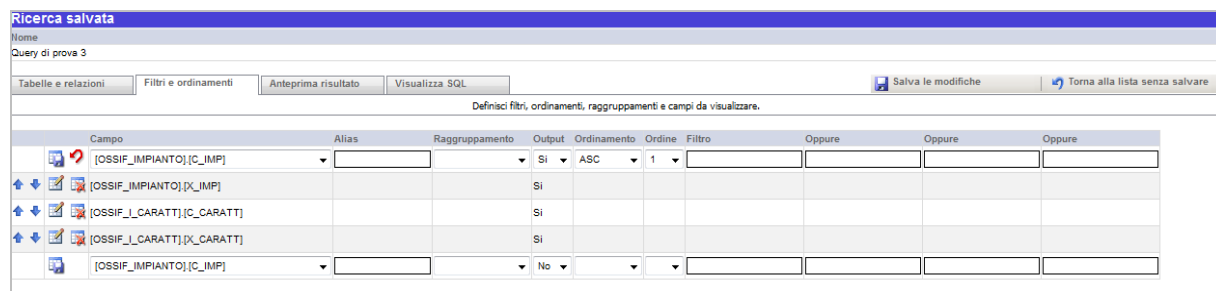 Ricerca salvata
Nome
Query di prova 3
Tabelle e relazioni Filtri e ordinamenti Anteprima risultato Visualizza SQL Salva le modifiche Torna alla lista senza salvare
Definisci filtri, ordinamenti, raggruppamenti e campi da visualizzare.
Campo Alias Raggruppamento Output Ordinamento Ordine Filtro Oppure Oppure Oppure
[OSSIF_IMPIANTO].[C_IMP] Si ASC 1
[OSSIF_IMPIANTO].[X_IMP] Si
[OSSIF_I_CARATT].[C_CARATT] Si
[OSSIF_I_CARATT].[X_CARATT] Si
[OSSIF_IMPIANTO].[C_IMP] No